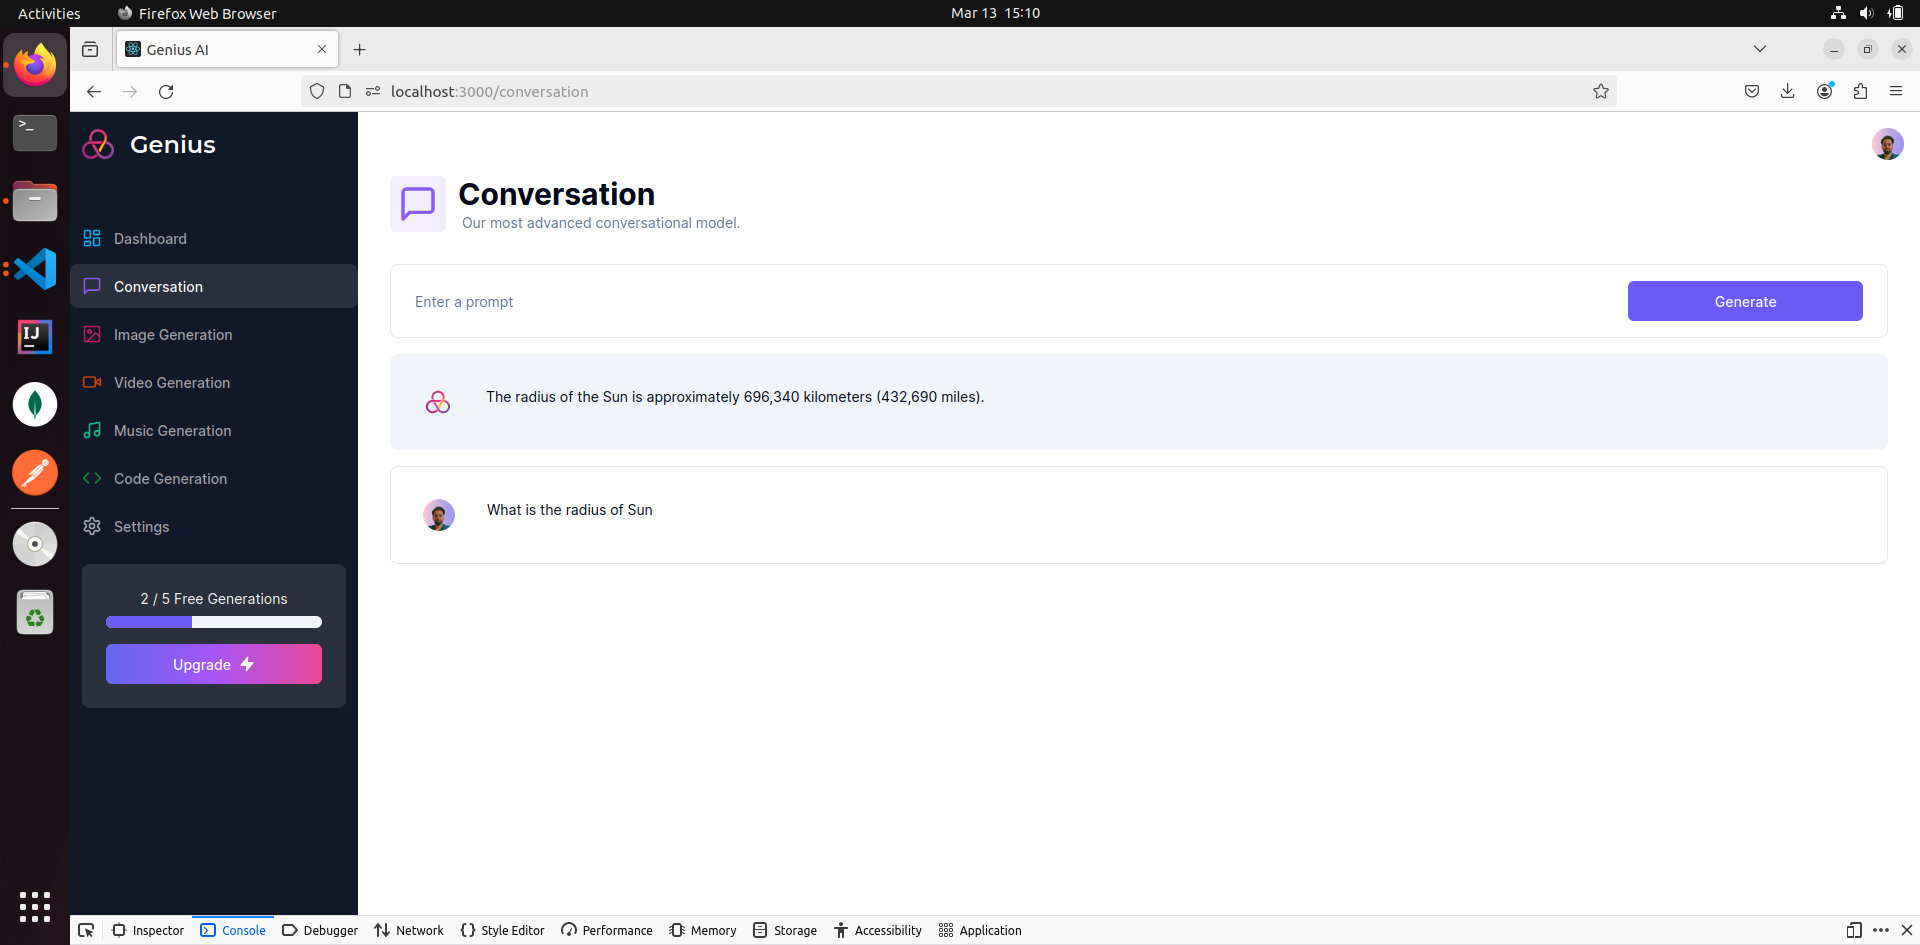 Activities
Firefox Web Browser
Mar 13 15:10
Genius AI
localhost:3000/conversation
Genius
Dashboard
Conversation
Image Generation
Video Generation
Music Generation
Code Generation
Settings
2 / 5 Free Generations
Upgrade
Conversation
Our most advanced conversational model.
Enter a prompt
Generate
The radius of the Sun is approximately 696,340 kilometers (432,690 miles).
What is the radius of Sun
Inspector
Console
Debugger
Network
Style Editor
Performance
Memory
Storage
Accessibility
Application
>_
IJ